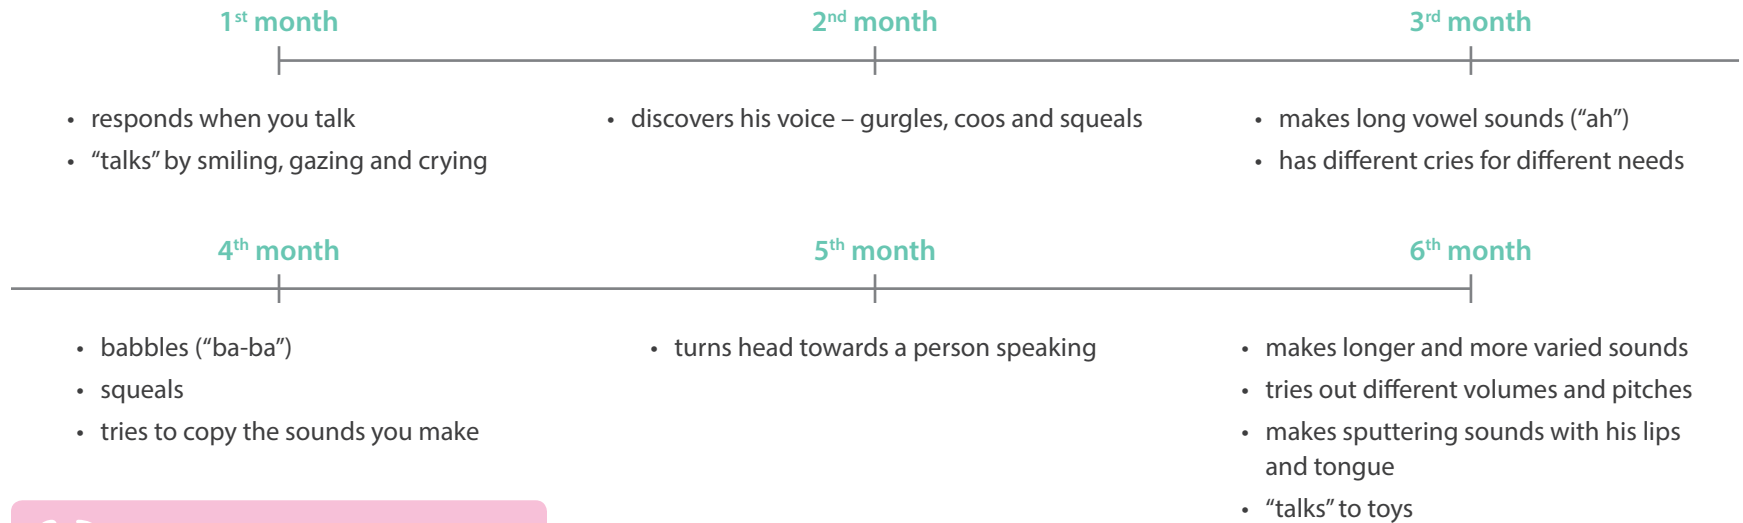 1st month
2nd month
3rd month
• responds when you talk
• “talks” by smiling, gazing and crying
• discovers his voice – gurgles, coos and squeals
• makes long vowel sounds (“ah”)
• has different cries for different needs
4th month
5th month
6th month
• babbles (“ba-ba”)
• squeals
• tries to copy the sounds you make
• turns head towards a person speaking
• makes longer and more varied sounds
• tries out different volumes and pitches
• makes sputtering sounds with his lips
and tongue
• “talks” to toys